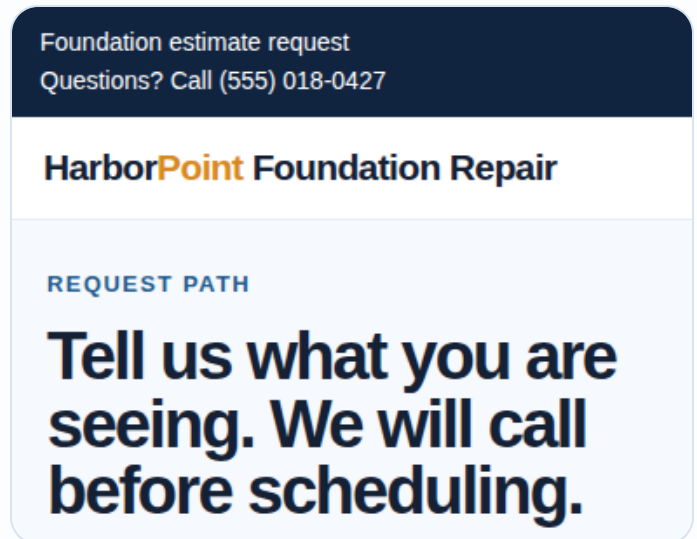 Foundation estimate request
Questions? Call (555) 018-0427
HarborPoint Foundation Repair
REQUEST PATH
Tell us what you are
seeing. We will call
before scheduling.